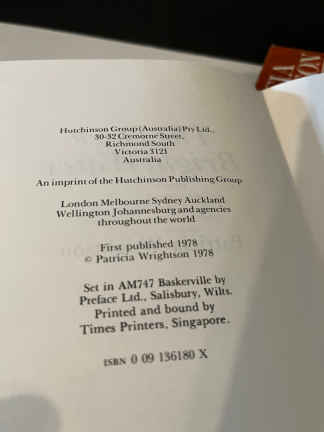 Hutchinson Group (Australia) Pty Ltd.,
30-32 Cremorne Street,
Richmond South
Victoria 3121
Australia
An imprint of the Hutchinson Publishing Group
London Melbourne Sydney Auckland
Wellington Johannesburg and agencies
throughout the world
First published 1978
© Patricia Wrightson 1978
Set in AM747 Baskerville by
Preface Ltd., Salisbury, Wilts.
Printed and bound by
Times Printers, Singapore.
ISBN 0 09 136180 X